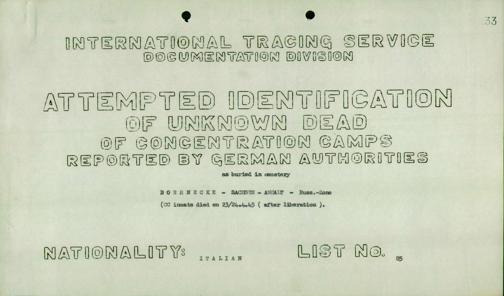 33
INTERNATIONAL TRACING SERVICE
DOCUMENTATION DIVISION
ATTEMPTED IDENTIFICATION
OF UNKNOWN DEAD
OF CONCENTRATION CAMPS
REPORTED BY GERMAN AUTHORITIES
as buried in cemetery
BOERNECKE - SACHSEN - ANHALT - Russ.-Zone
(CC inmate died on 23/24.4.45 ( after liberation ).
NATIONALITY: ITALIAN LIST No. 85